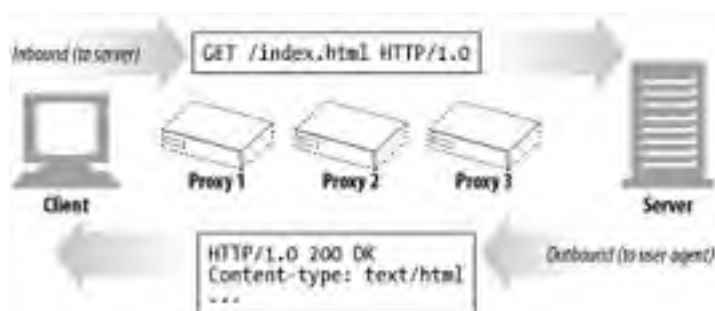 Inbound (to server)
GET /index.html HTTP/1.0
Proxy 1
Proxy 2
Proxy 3
Client
Server
HTTP/1.0 200 OK
Content-type: text/html
...
Outbound (to user agent)